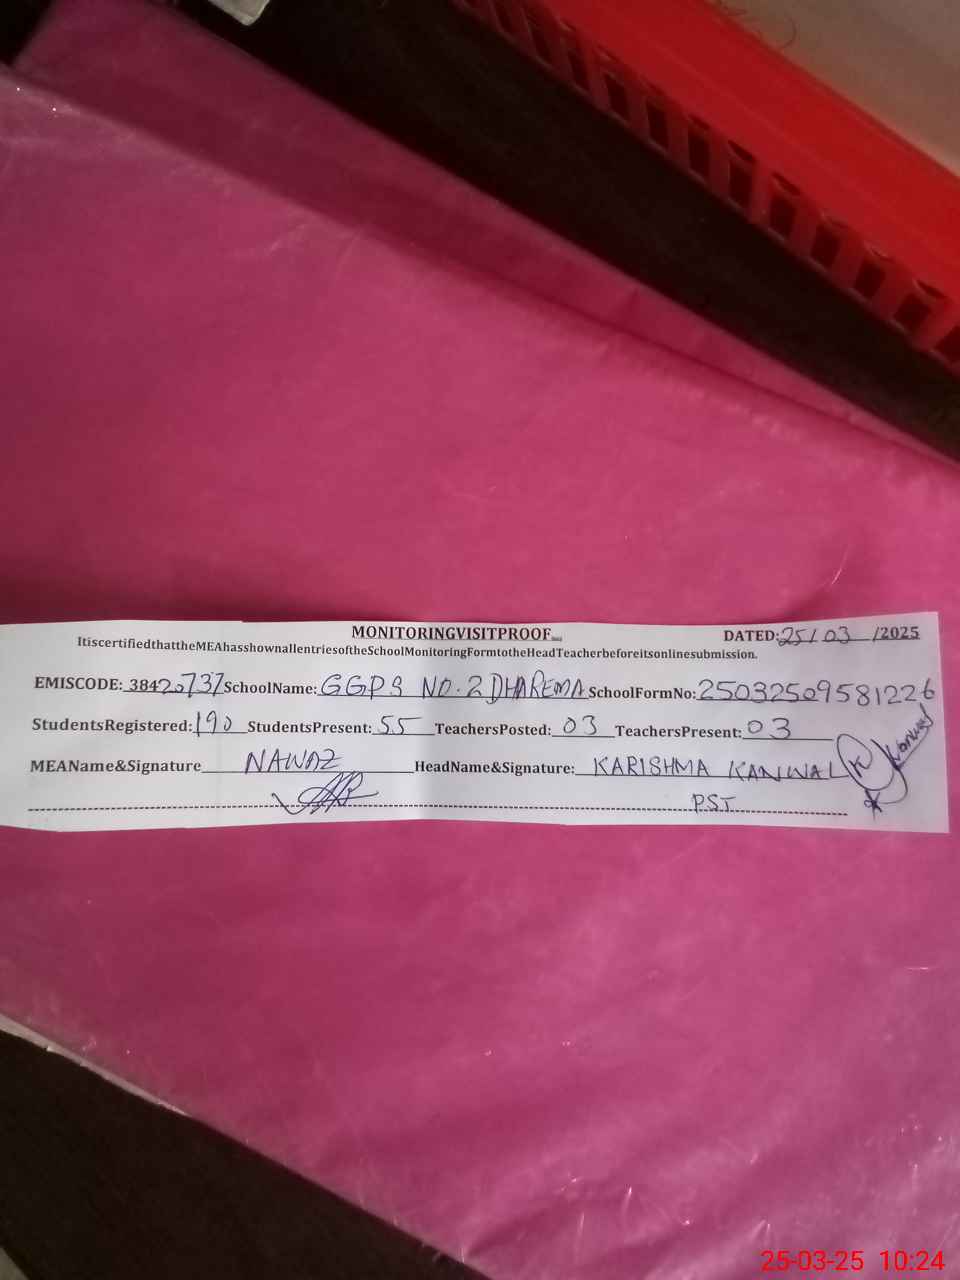 MONITORINGVISITPROOF
DATED:25/03/2025
ItiscertifiedthattheMEAhasshownallentriesoftheSchoolMonitoringFormtotheHeadTeacherbeforeitsonlinesubmission.
EMISCODE: 38420737 SchoolName: GGPS NO.2 DHAREMA SchoolFormNo: 25032509581226
StudentsRegistered: 190 StudentsPresent: 55 TeachersPosted: 03 TeachersPresent: 03
MEAName&Signature NAWAZ HeadName&Signature: KARISHMA KANWAL Kanwal
PST
25-03-25 10:24